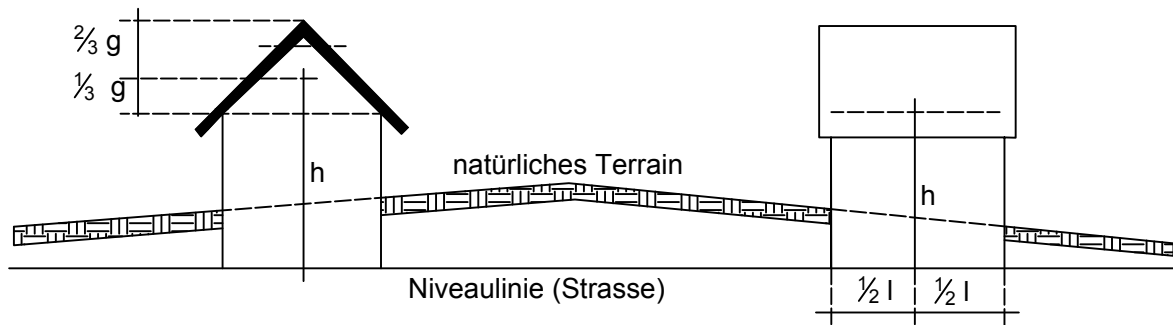 ⅔ g
⅓ g
h
natürliches Terrain
h
Niveaulinie (Strasse)
½ l
½ l